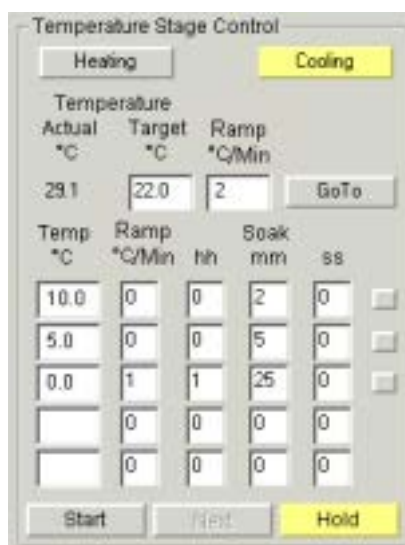 Temperature Stage Control
Heating Cooling
Temperature
Actual Target Ramp
°C °C °C/Min
29.1 22.0 2 GoTo
Temp Ramp Soak
°C °C/Min hh mm ss
10.0 0 0 2 0
5.0 0 0 5 0
0.0 1 1 25 0
0 0 0 0
0 0 0 0
Start Next Hold